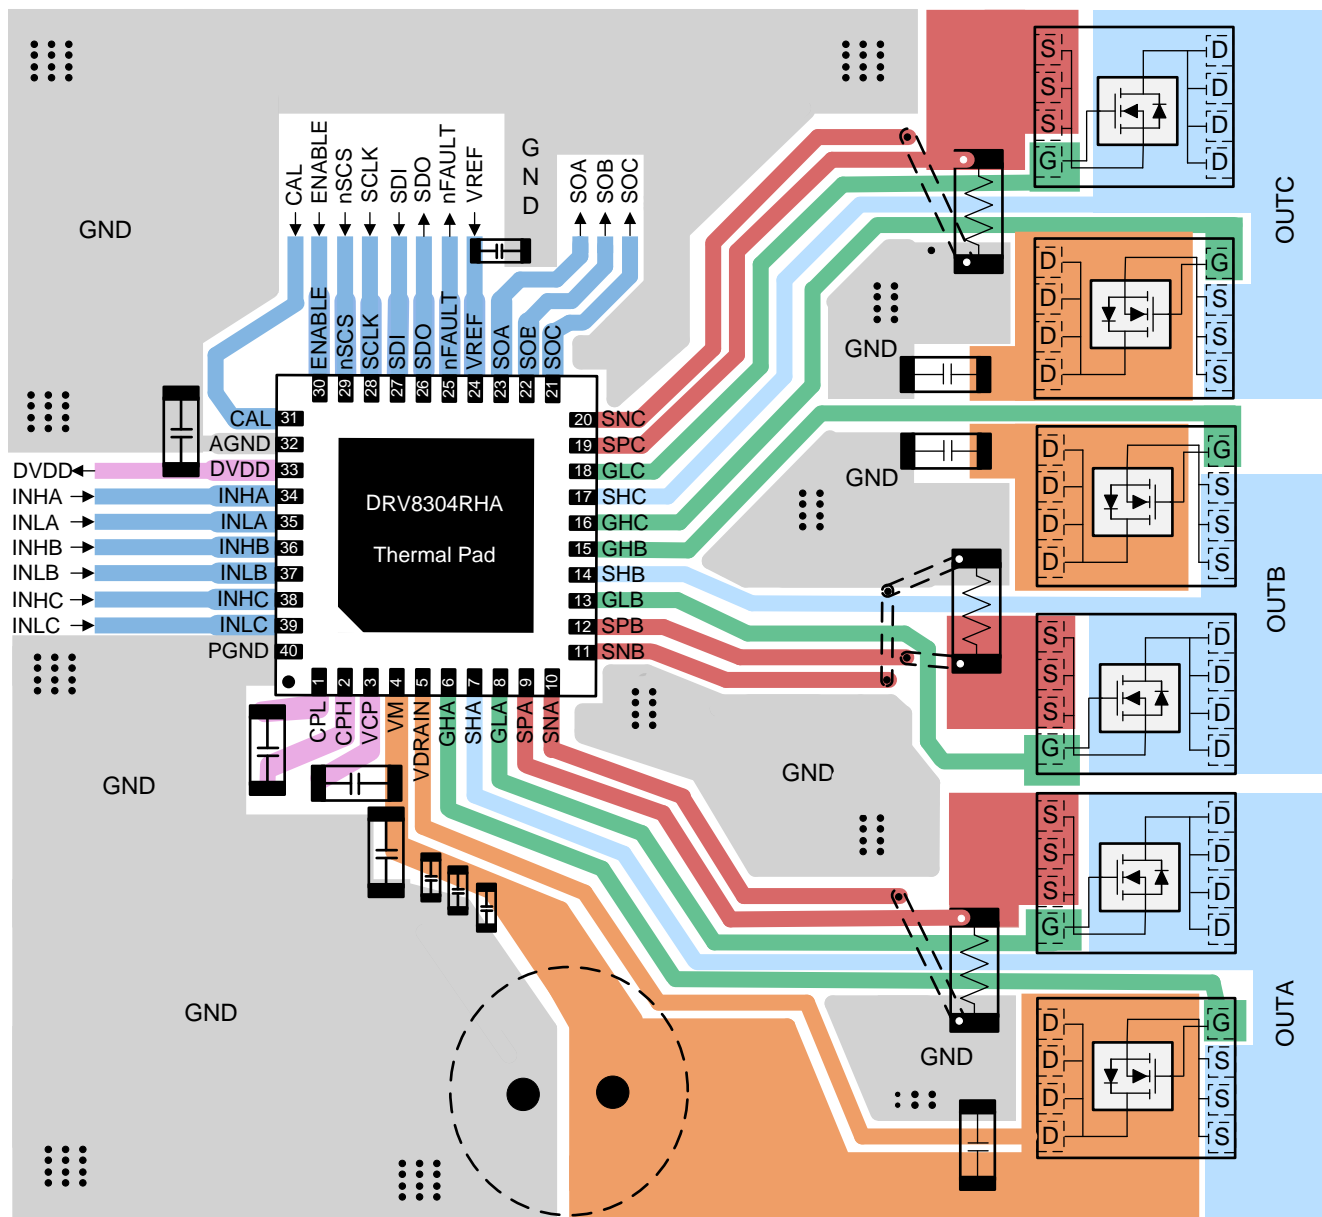 GND
CAL
ENABLE
nSCS
SCLK
SDI
SDO
nFAULT
VREF
GND
SOA
SOB
SOC
ENABLE
nSCS
SCLK
SDI
SDO
nFAULT
VREF
SOA
SOB
SOC
30
29
28
27
26
25
24
23
22
21
CAL 31
AGND 32
DVDD DVDD 33
INHA INHA 34
INLA INLA 35
INHB INHB 36
INLB INLB 37
INHC INHC 38
INLC INLC 39
PGND 40
DRV8304RHA
Thermal Pad
20 SNC
19 SPC
18 GLC
17 SHC
16 GHC
15 GHB
14 SHB
13 GLB
12 SPB
11 SNB
1
2
3
4
5
6
7
8
9
10
CPL
CPH
VCP
VM
VDRAIN
GHA
SHA
GLA
SPA
SNA
GND
GND
GND
GND
GND
GND
S D
S D
S D
G D
OUTC
D G
D S
D S
D S
D G
D S
D S
D S
OUTB
S D
S D
S D
G D
S D
S D
S D
G D
OUTA
D G
D S
D S
D S